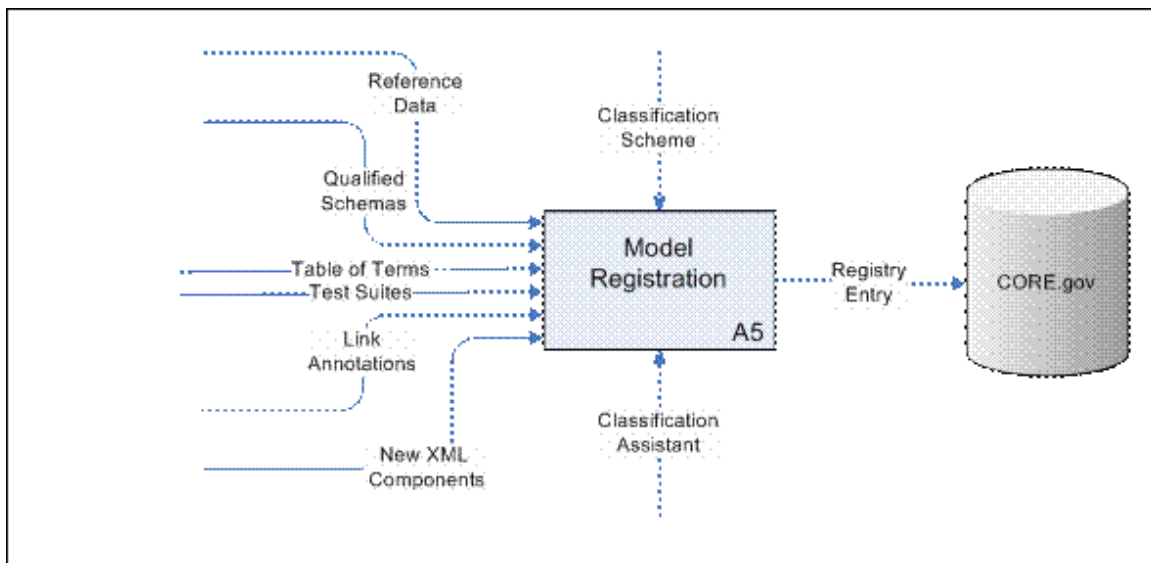 Reference
Data
Classification
Scheme
Qualified
Schemas
Model
Registration
Table of Terms
Test Suites
Registry
Entry
CORE.gov
A5
Link
Annotations
Classification
Assistant
New XML
Components